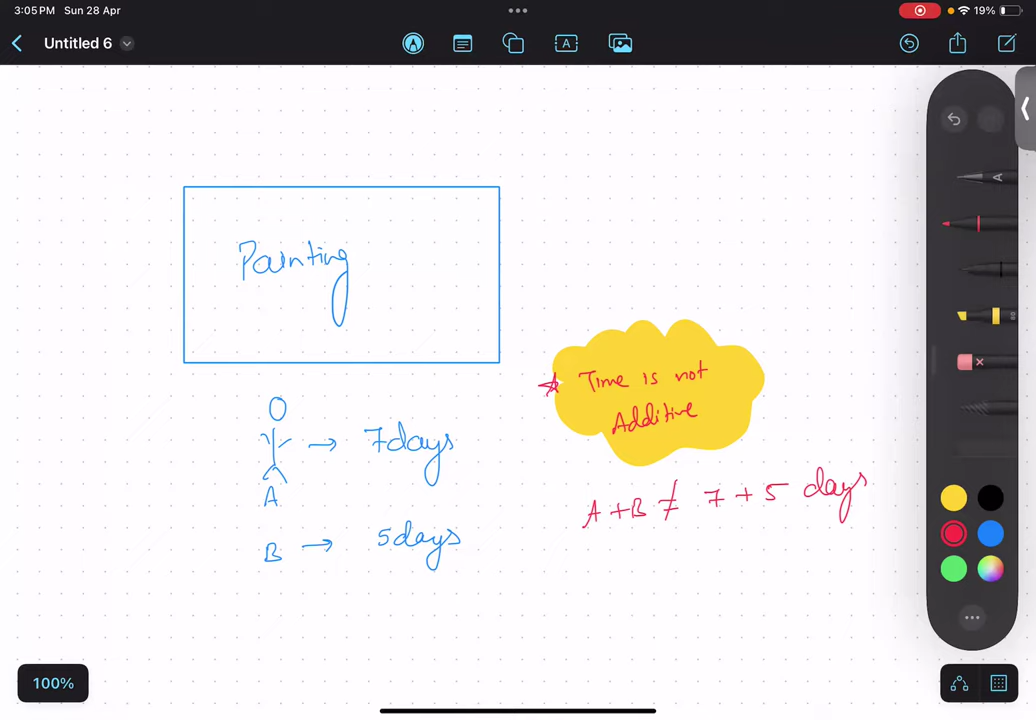 3:05 PM Sun 28 Apr
19%
Untitled 6
A
A
Painting
Time is not
Additive
→ 7days
A
A + B ≠ 7 + 5 days
B → 5days
100%